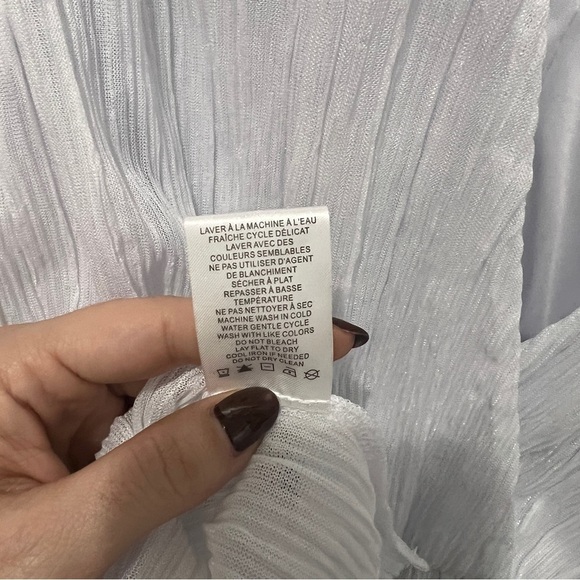 LAVER À LA MACHINE À L'EAU
FRAÎCHE CYCLE DÉLICAT
LAVER AVEC DES
COULEURS SEMBLABLES
NE PAS UTILISER D'AGENT
DE BLANCHIMENT
SÉCHER À PLAT
REPASSER À BASSE
TEMPÉRATURE
NE PAS NETTOYER À SEC
MACHINE WASH IN COLD
WATER GENTLE CYCLE
WASH WITH LIKE COLORS
DO NOT BLEACH
LAY FLAT TO DRY
COOL IRON IF NEEDED
DO NOT DRY CLEAN